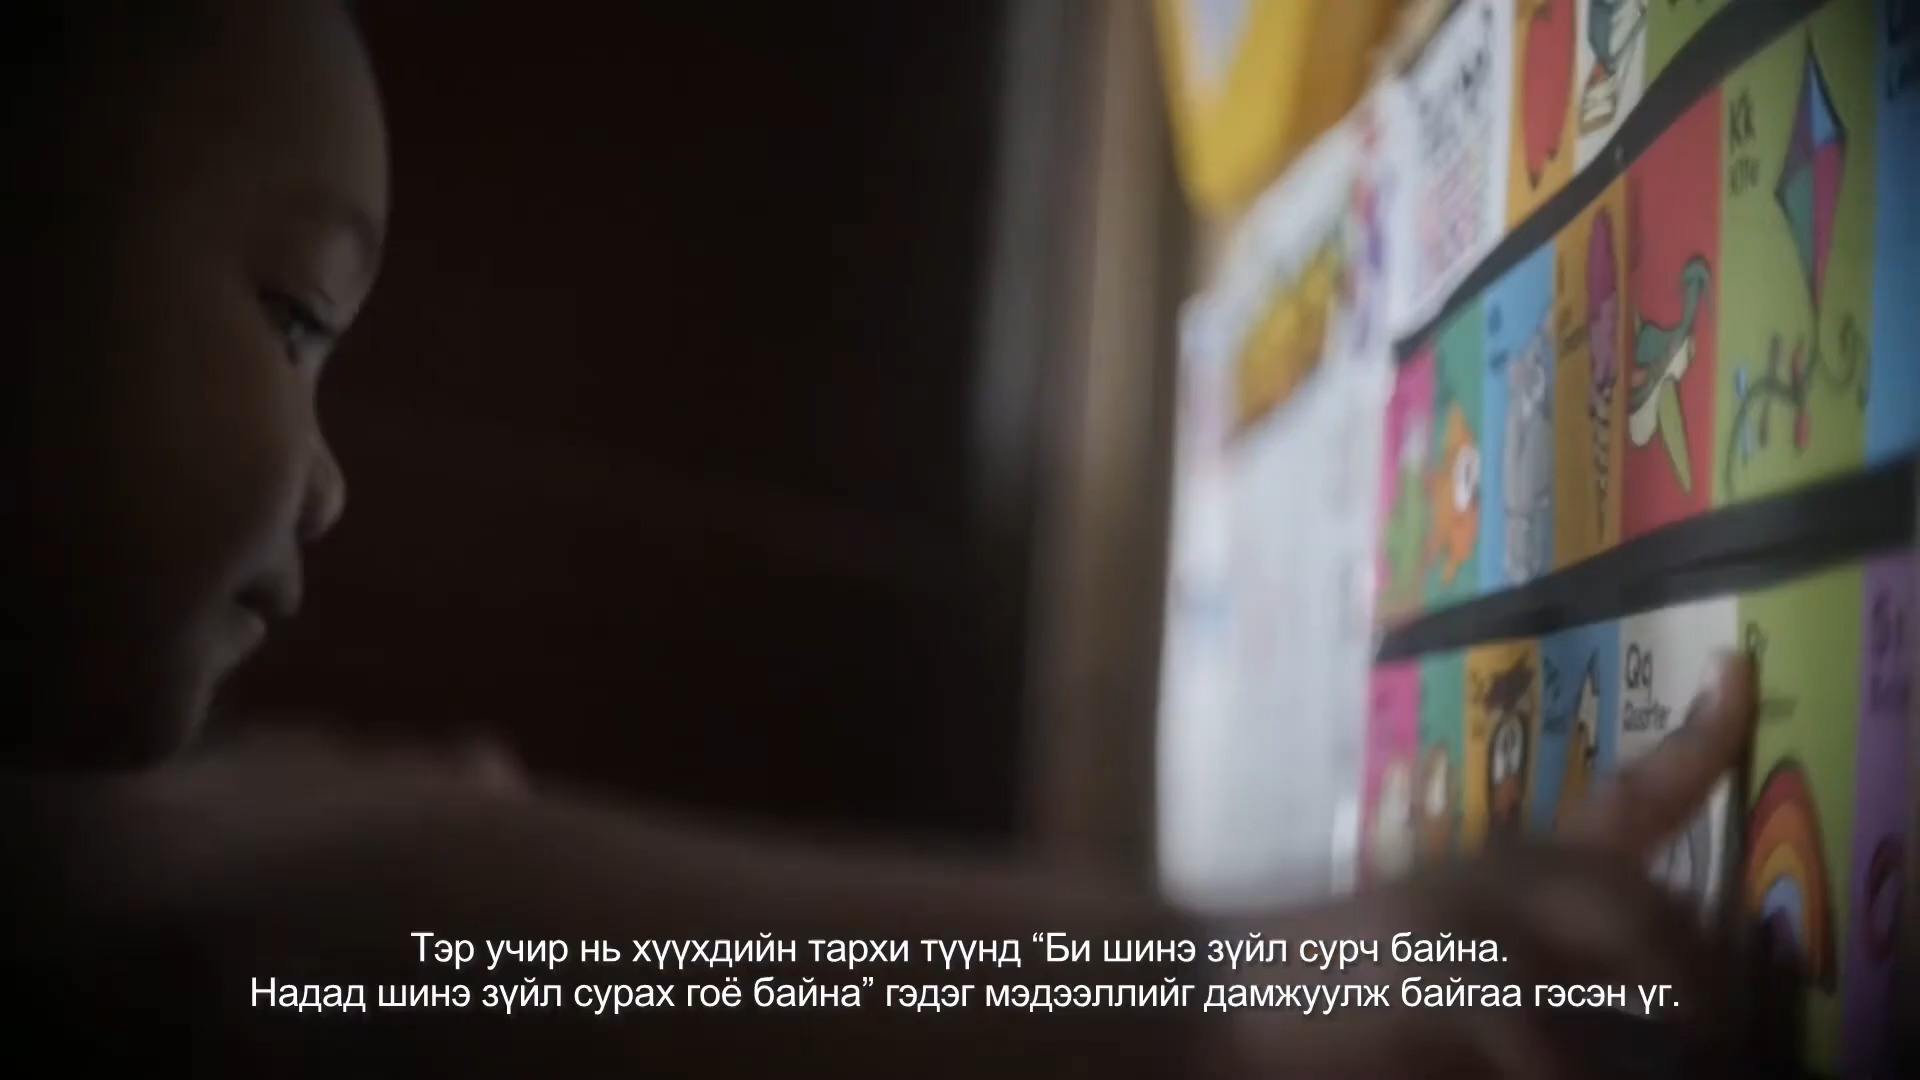 Kk
Kite
Qq
Тэр учир нь хүүхдийн тархи түүнд “Би шинэ зүйл сурч байна.
Надад шинэ зүйл сурах гоё байна” гэдэг мэдээллийг дамжуулж байгаа гэсэн үг.